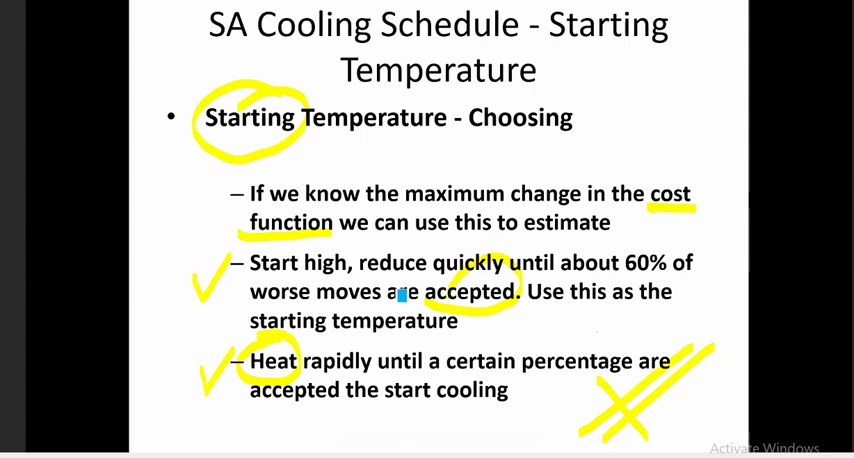 SA Cooling Schedule - Starting
Temperature
• Starting Temperature - Choosing
– If we know the maximum change in the cost
function we can use this to estimate
– Start high, reduce quickly until about 60% of
worse moves are accepted. Use this as the
starting temperature
– Heat rapidly until a certain percentage are
accepted the start cooling
Activate Windows